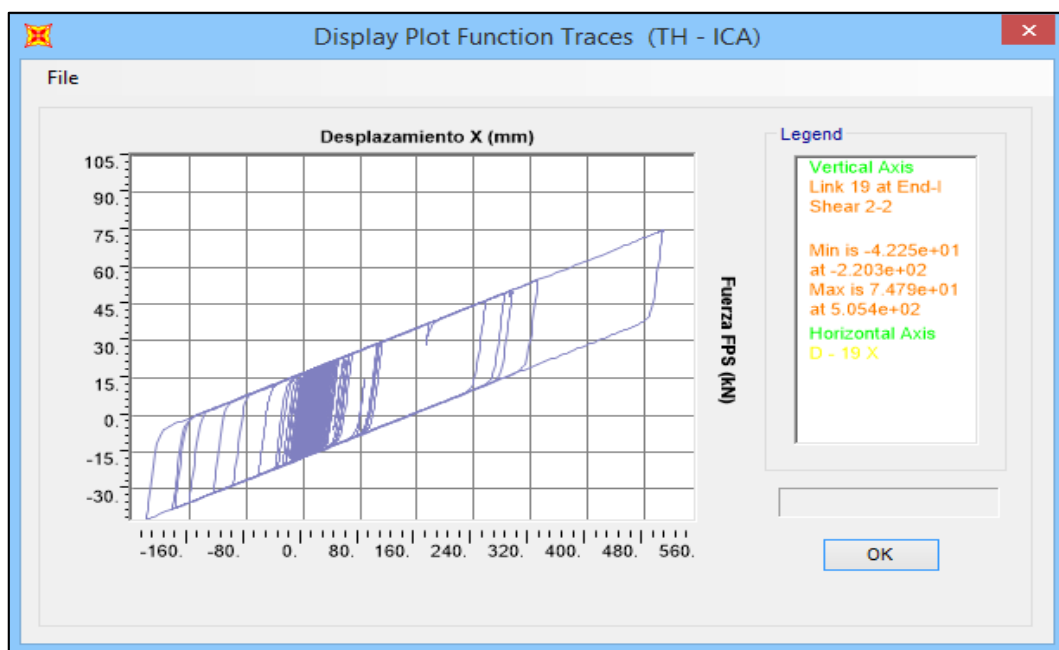 Display Plot Function Traces (TH - ICA)
File
Desplazamiento X (mm)
105.
90.
75.
60.
45.
30.
15.
0.
-15.
-30.
-160. -80. 0. 80. 160. 240. 320. 400. 480. 560.
Fuerza FPS (kN)
Legend
Vertical Axis
Link 19 at End-I
Shear 2-2
Min is -4.225e+01
at -2.203e+02
Max is 7.479e+01
at 5.054e+02
Horizontal Axis
D - 19 X
OK